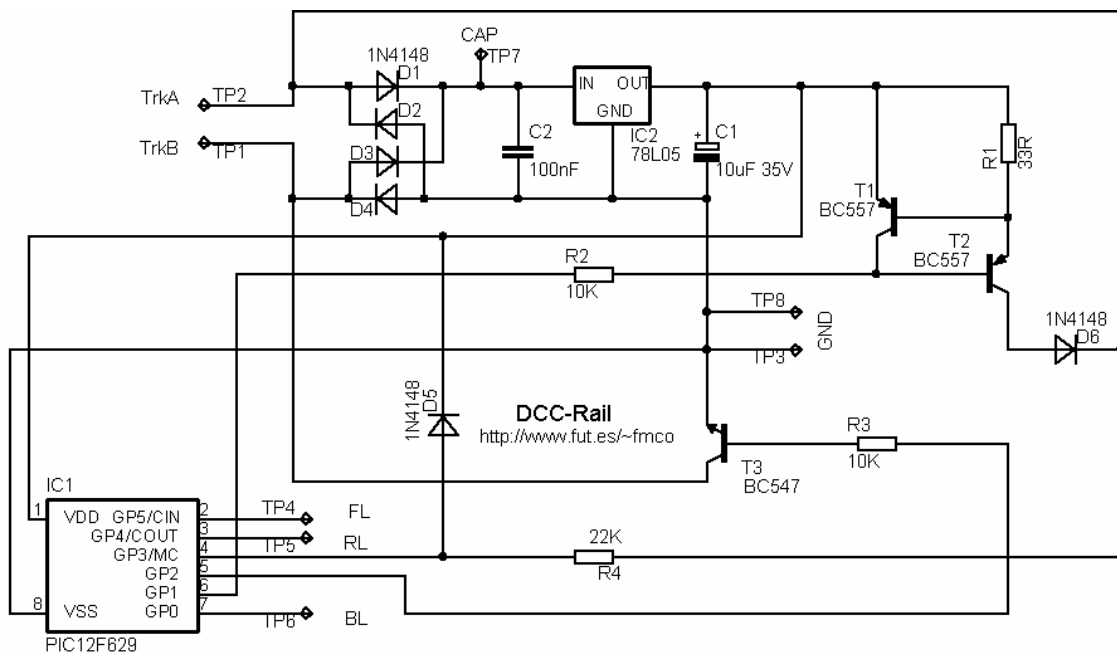 CAP
TP7
1N4148
D1
TrkA
TP2
D2
IN
OUT
GND
IC2
78L05
C2
100nF
+
C1
10uF 35V
R1
33R
TrkB
TP1
D3
D4
T1
BC557
T2
BC557
R2
10K
TP8
GND
TP3
1N4148
D6
1N4148
D5
DCC-Rail
http://www.fut.es/~fmco
R3
10K
T3
BC547
IC1
1
VDD
GP5/CIN
2
TP4
FL
GP4/COUT
3
TP5
RL
GP3/MC
4
22K
R4
GP2
5
GP1
6
8
VSS
GP0
7
TP6
BL
PIC12F629